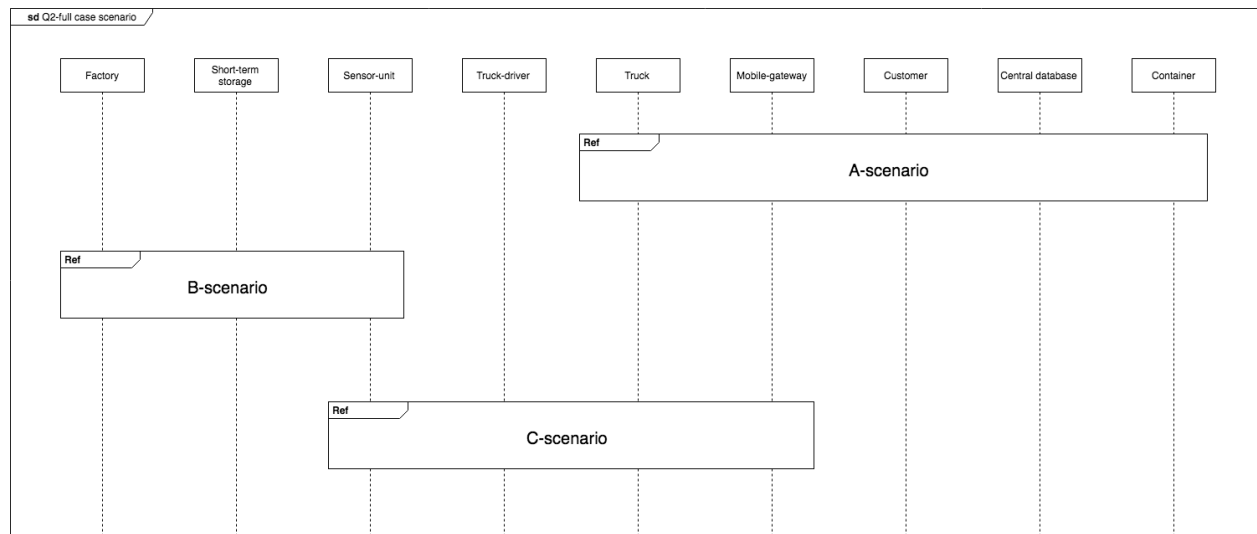 sd Q2-full case scenario
Factory
Short-term
storage
Sensor-unit
Truck-driver
Truck
Mobile-gateway
Customer
Central database
Container
Ref
A-scenario
Ref
B-scenario
Ref
C-scenario